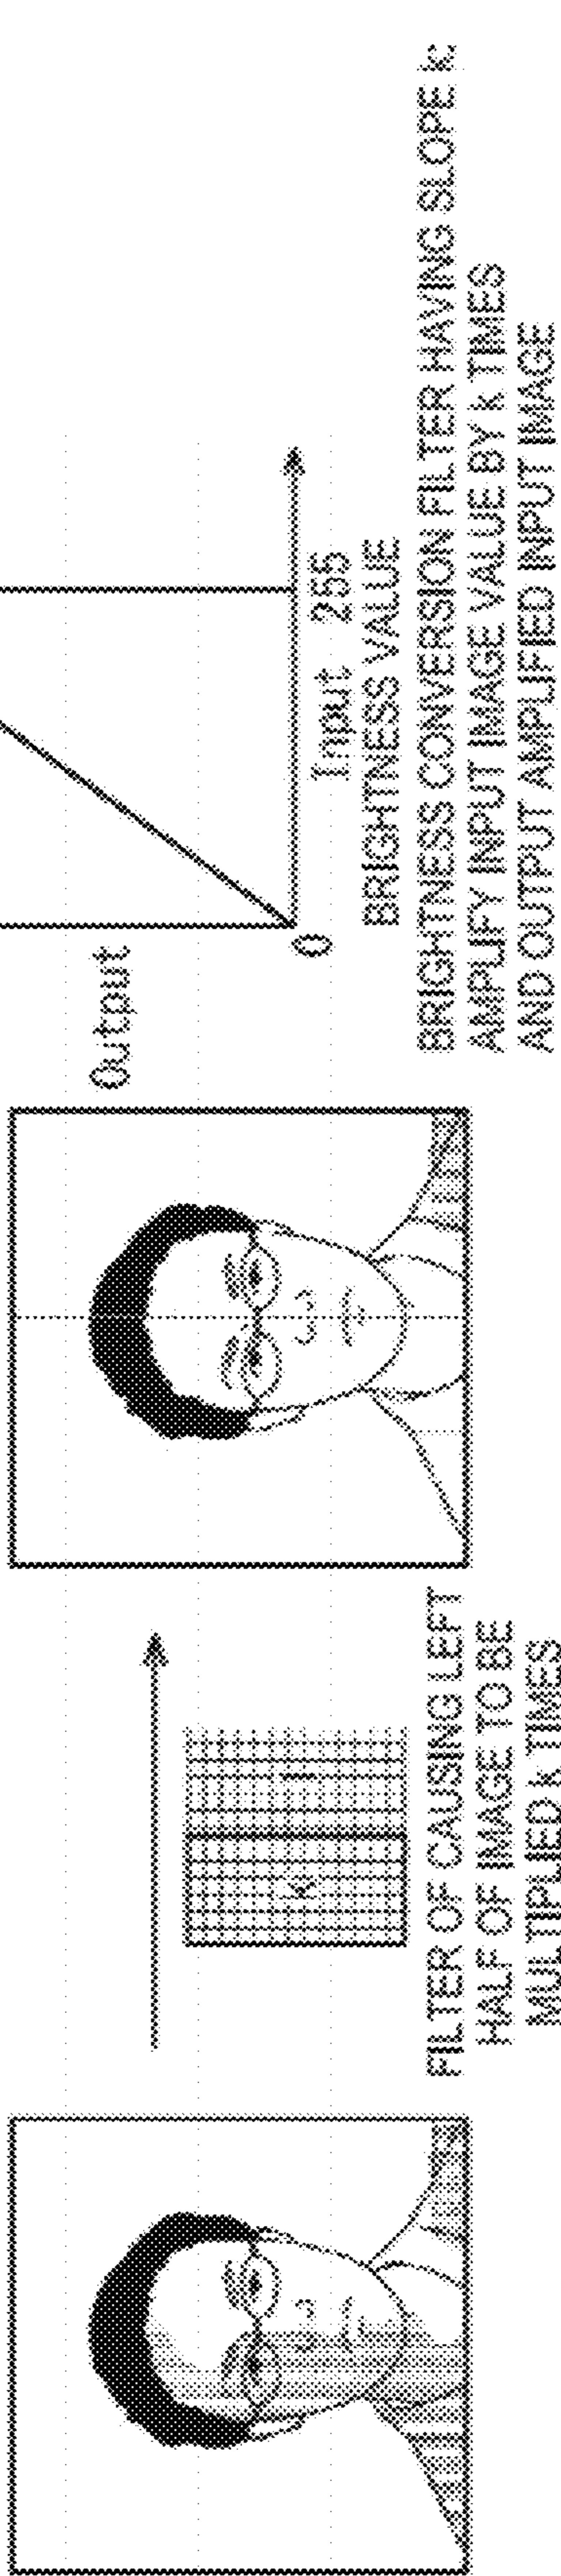 FILTER OF CAUSING LEFT
HALF OF IMAGE TO BE
MULTIPLIED k TIMES
k
1
Output
0
Input 255
BRIGHTNESS VALUE
BRIGHTNESS CONVERSION FILTER HAVING SLOPE k:
AMPLIFY INPUT IMAGE VALUE BY k TIMES
AND OUTPUT AMPLIFIED INPUT IMAGE